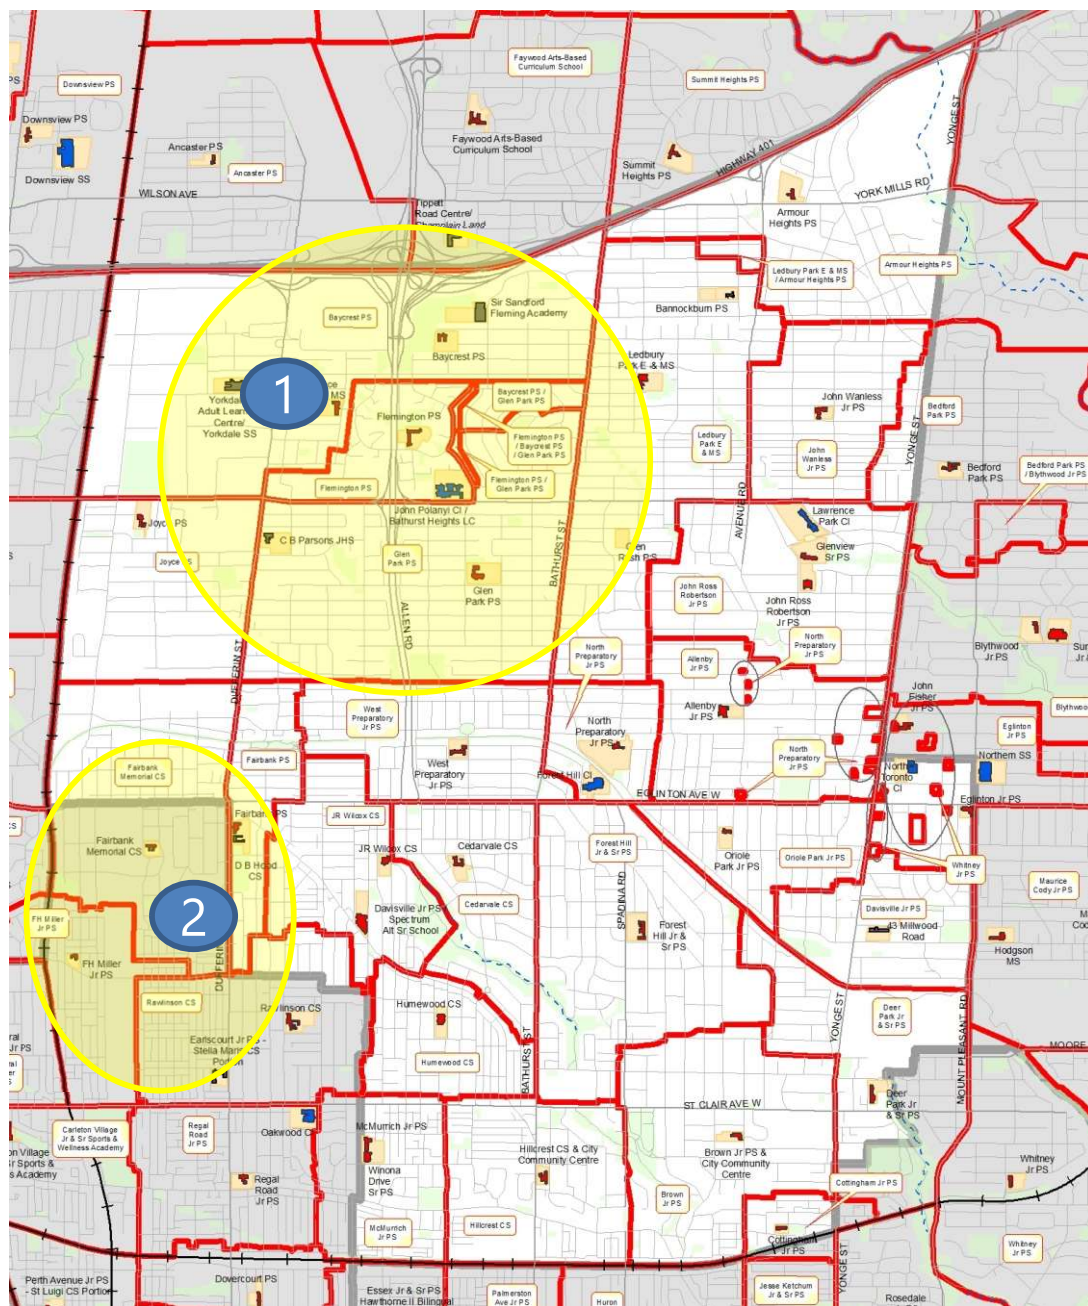 Faywood Arts-Based
Curriculum School
Summit Heights PS
Downsview PS
PS
Downsview PS
Downsview SS
Ancaster PS
Ancaster PS
WILSON AVE
Faywood Arts-Based
Curriculum School
Summit
Heights PS
HIGHWAY 401
YONGE ST
YORK MILLS RD
Armour
Heights PS
Tippett
Road Centre/
Champlain Land
Ledbury Park E & MS
/ Armour Heights PS
Armour Heights PS
Bannockburn PS
Baycrest PS
Sir Sandford
Fleming Academy
Baycrest PS
Ledbury
Park E & MS
1
MS
Yorkdale
Adult Learning
Centre/
Yorkdale SS
Flemington PS
Baycrest PS /
Glen Park PS
Flemington PS
/ Baycrest PS
/ Glen Park PS
Flemington PS /
Glen Park PS
Flemington PS
John Polanyi CI /
Bathurst Heights LC
John Wanless
Jr PS
Ledbury
Park E
& MS
John
Wanless
Jr PS
Bedford
Park PS
YONGE ST
Bedford
Park PS
Bedford Park PS
/ Blythwood Jr PS
AVENUE RD
Lawrence
Park CI
Glenview
Sr PS
Joyce PS
Joyce PS
C B Parsons JHS
Glen
Park PS
Glen
Park PS
BATHURST ST
Glen
Rush PS
John Ross
Robertson
Jr PS
John Ross
Robertson
Jr PS
ALLEN RD
DUFFERIN ST
North
Preparatory
Jr PS
Allenby
Jr PS
North
Preparatory
Jr PS
Blythwood
Jr PS
John
Fisher
Jr PS
Allenby
Jr PS
Eglinton
Jr PS
Blythwood
West
Preparatory
Jr PS
North
Preparatory
Jr PS
West
Preparatory
Jr PS
Forest Hill CI
North
Preparatory
Jr PS
North
Toronto
CI
Northern SS
Fairbank
Memorial CS
Fairbank PS
EGLINTON AVE W
Eglinton Jr PS
Fairbank PS
Fairbank
Memorial CS
D B Hood
CS
JR Wilcox CS
JR Wilcox CS
Cedarvale CS
Forest Hill
Jr & Sr PS
Oriole
Park Jr PS
Oriole Park Jr PS
Whitney
Jr PS
Maurice
Cody Jr PS
2
Cedarvale CS
SPADINA RD
Davisville Jr PS
Spectrum
Alt Sr School
Forest
Hill Jr &
Sr PS
Davisville Jr PS
43 Millwood
Road
Hodgson
MS
FH Miller
Jr PS
FH Miller
Jr PS
DUFFERIN
Rawlinson CS
Rawlinson CS
Humewood CS
Humewood CS
BATHURST ST
Deer
Park Jr
& Sr PS
YONGE ST
MOUNT PLEASANT RD
MOORE
Earlscourt Jr PS -
Stella Maris CS
Portion
ST CLAIR AVE W
Deer
Park Jr
& Sr PS
Carleton Village
Jr & Sr Sports &
Wellness Academy
Regal
Road
Jr PS
Oakwood CI
McMurrich Jr PS
Winona
Drive
Sr PS
Hillcrest CS & City
Community Centre
Brown Jr PS &
City Community
Centre
Regal
Road
Jr PS
Brown
Jr PS
Cottingham Jr PS
Whitney
Jr PS
McMurrich
Jr PS
Hillcrest CS
Cottingham
Jr PS
YONGE ST
Whitney
Jr PS
Perth Avenue Jr PS
- St Luigi CS Portion
Dovercourt PS
Essex Jr & Sr PS
Hawthorne II Bilingual
Palmerston
Ave Jr PS
Huron
Jesse Ketchum
Jr & Sr PS
Rosedale